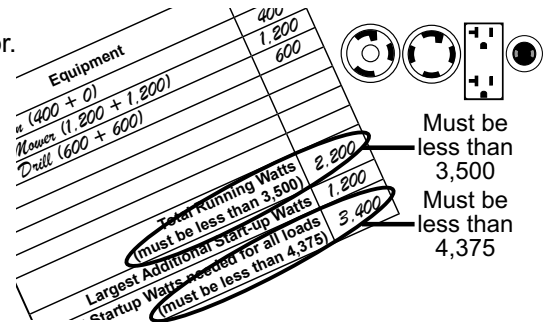 or.
Equipment
400
n (400 + 0)
1,200
Mower (1,200 + 1,200)
600
Drill (600 + 600)
Total Running Watts
(must be less than 3,500)
2,200
Largest Additional Start-up Watts
1,200
Startup Watts needed for all loads
(must be less than 4,375)
3,400
Must be
less than
3,500
Must be
less than
4,375